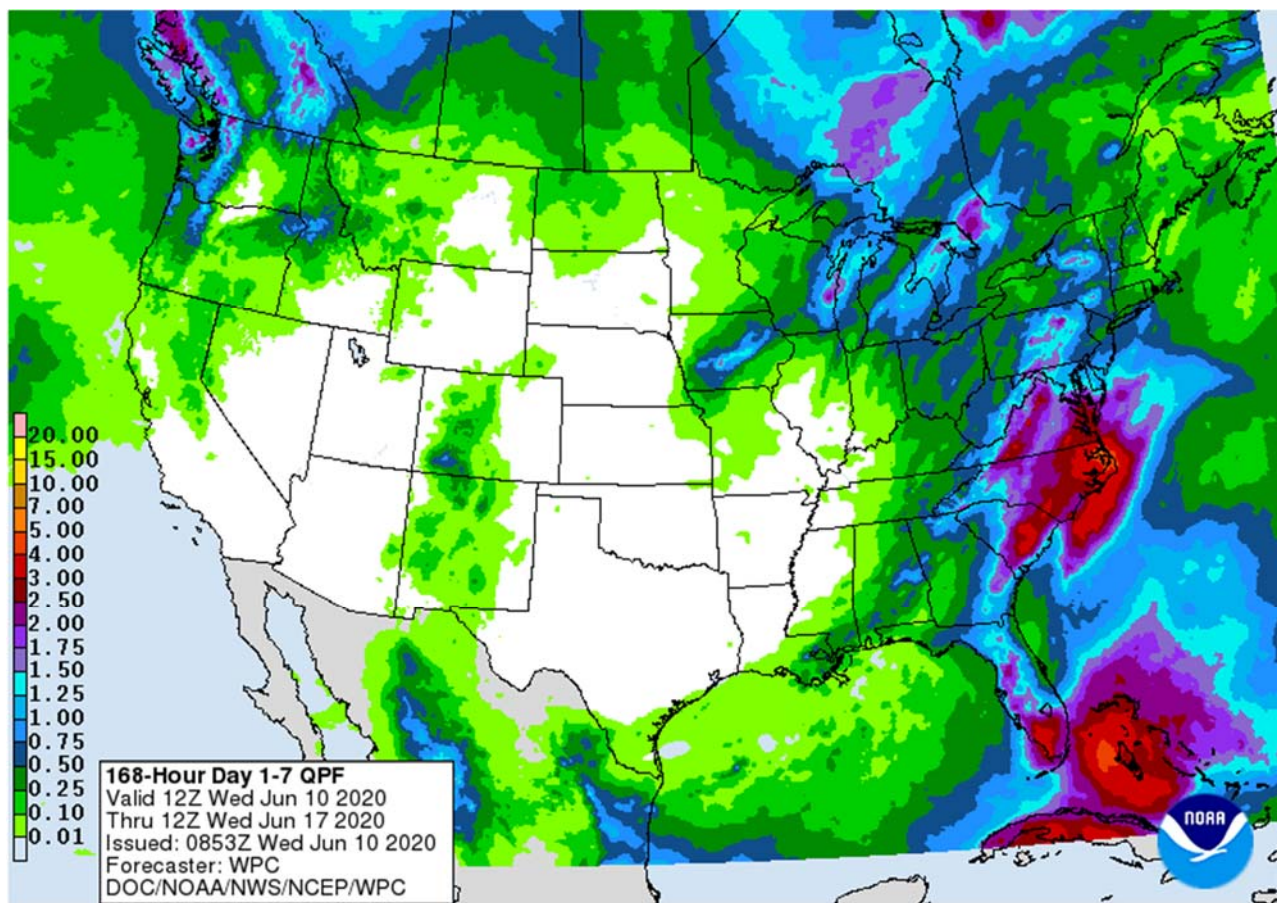 20.00
15.00
10.00
7.00
5.00
4.00
3.00
2.50
2.00
1.75
1.50
1.25
1.00
0.75
0.50
0.25
0.10
0.01
168-Hour Day 1-7 QPF
Valid 12Z Wed Jun 10 2020
Thru 12Z Wed Jun 17 2020
Issued: 0853Z Wed Jun 10 2020
Forecaster: WPC
DOC/NOAA/NWS/NCEP/WPC
NOAA